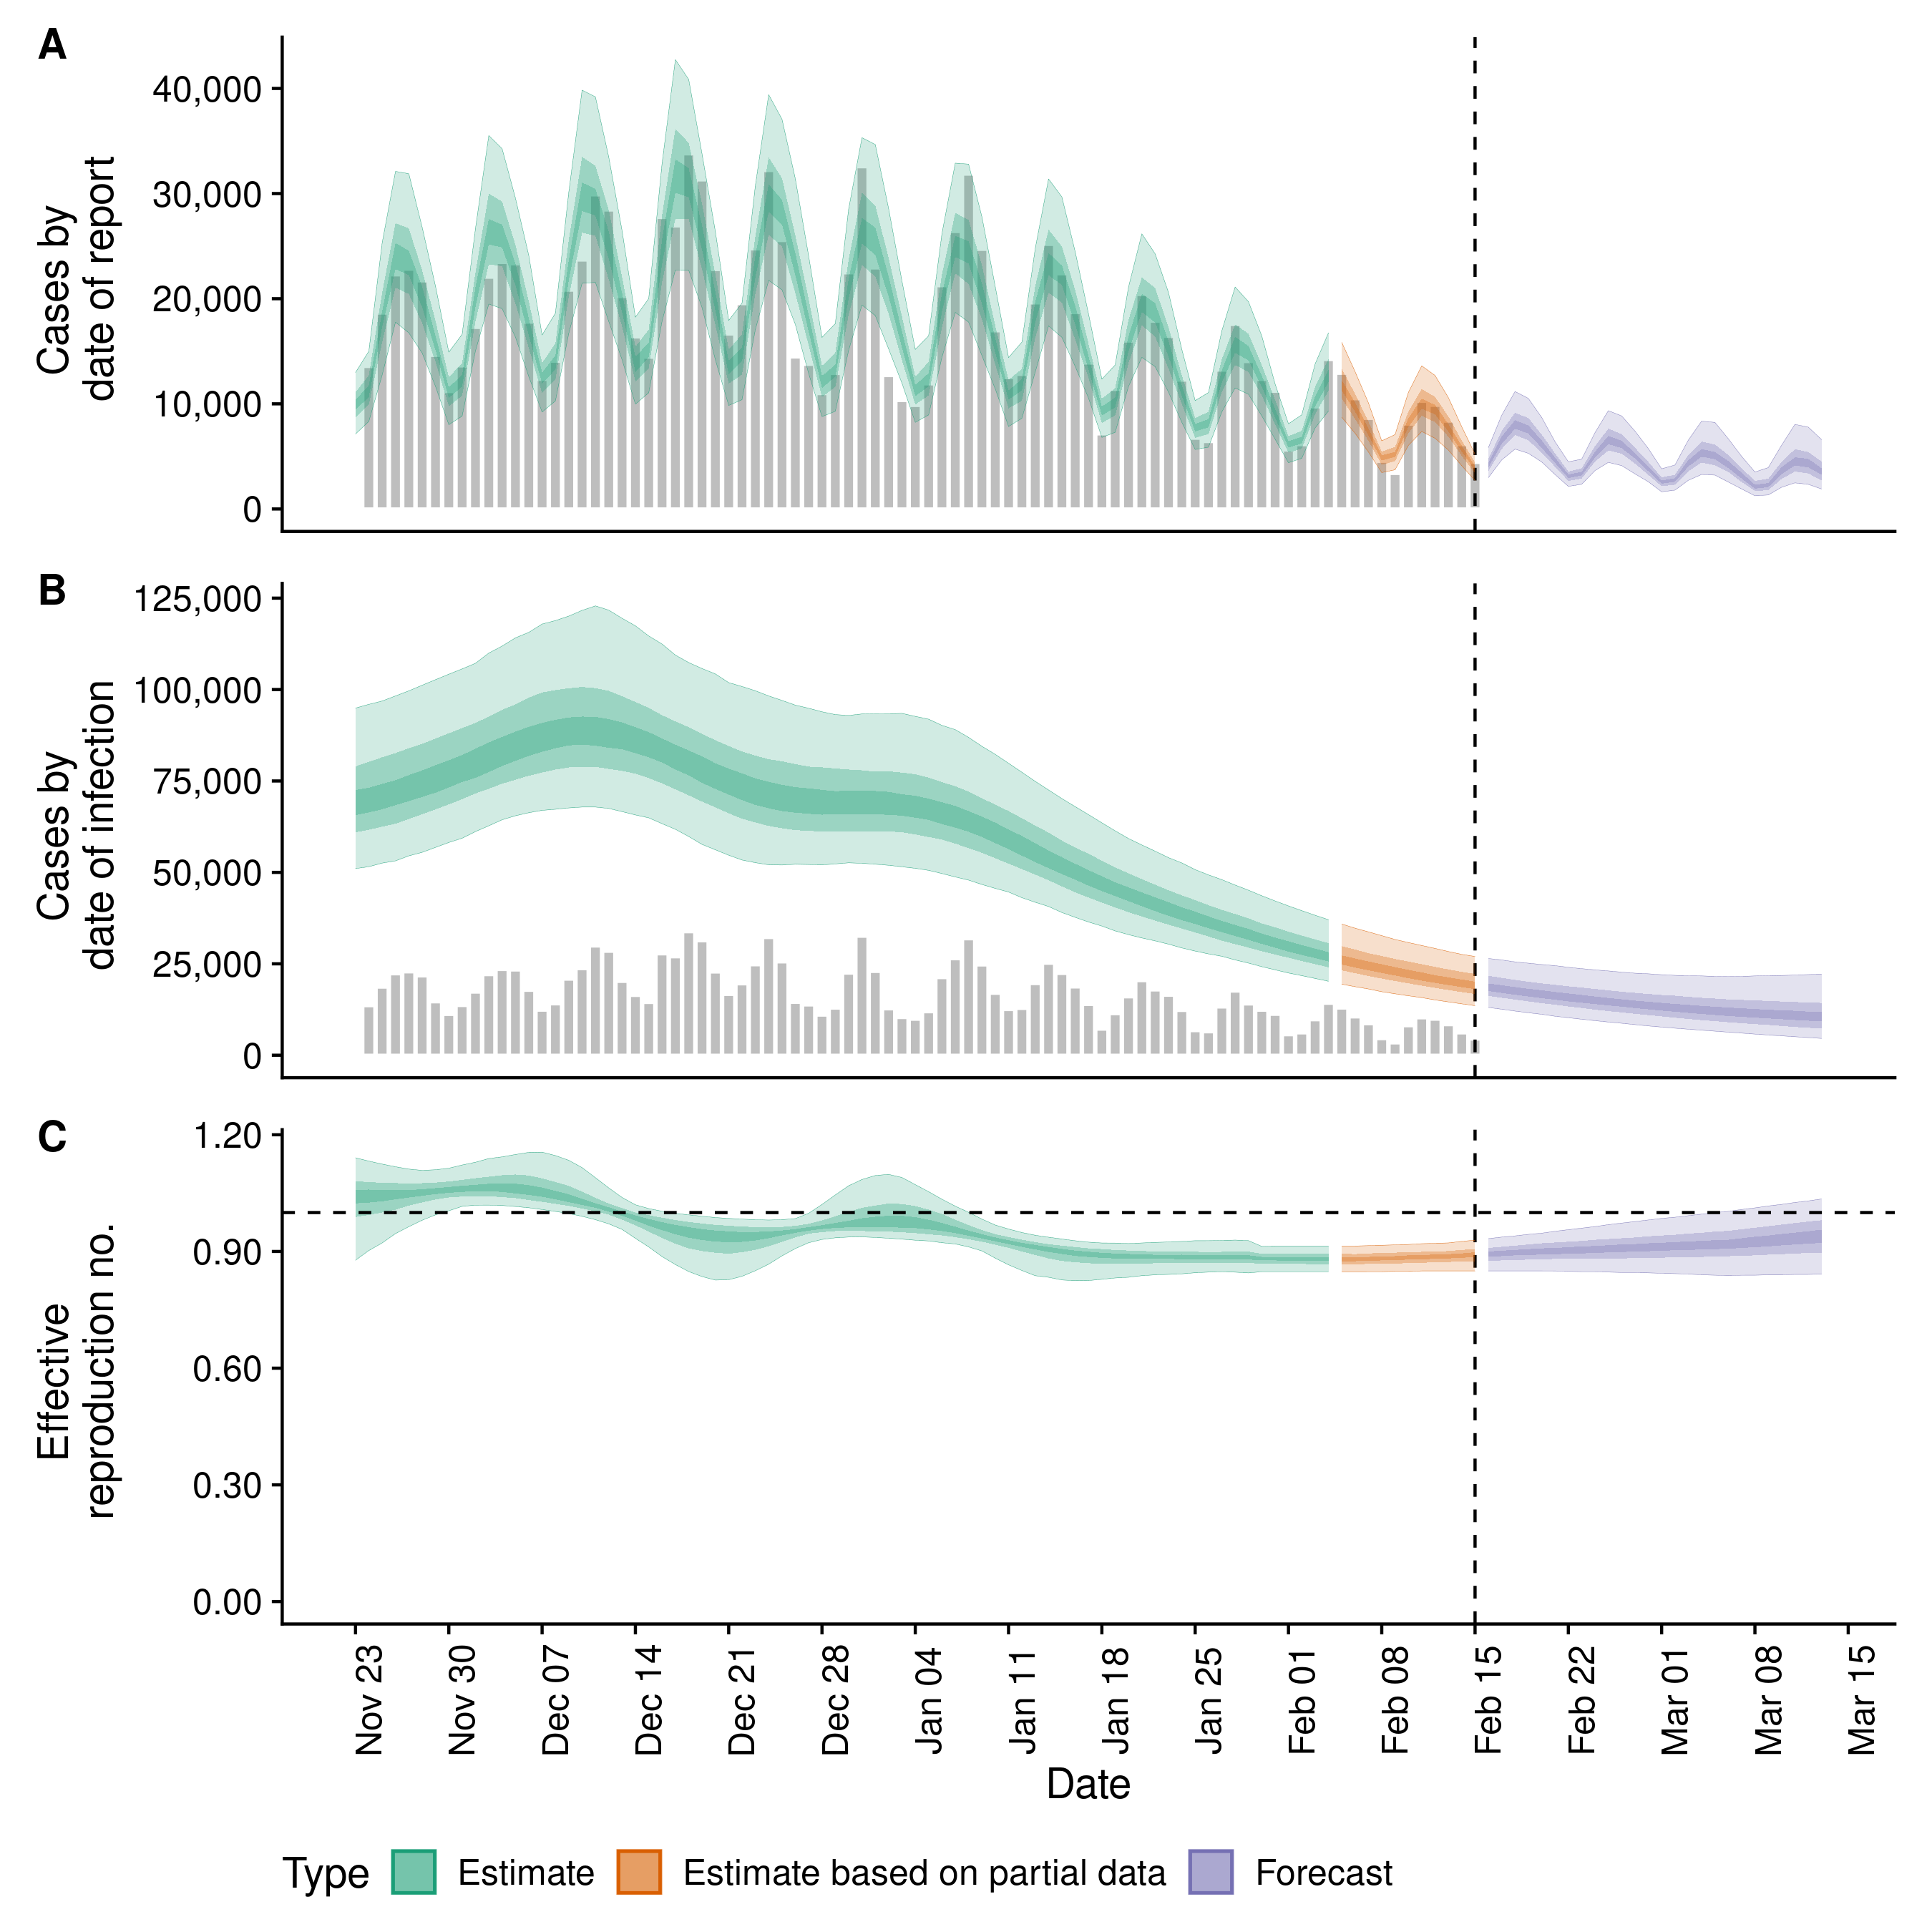 A
Cases by
date of report
40,000
30,000
20,000
10,000
0
B
Cases by
date of infection
125,000
100,000
75,000
50,000
25,000
0
C
Effective
reproduction no.
1.20
0.90
0.60
0.30
0.00
Nov 23
Nov 30
Dec 07
Dec 14
Dec 21
Dec 28
Jan 04
Jan 11
Jan 18
Jan 25
Feb 01
Feb 08
Feb 15
Feb 22
Mar 01
Mar 08
Mar 15
Date
Type Estimate Estimate based on partial data Forecast